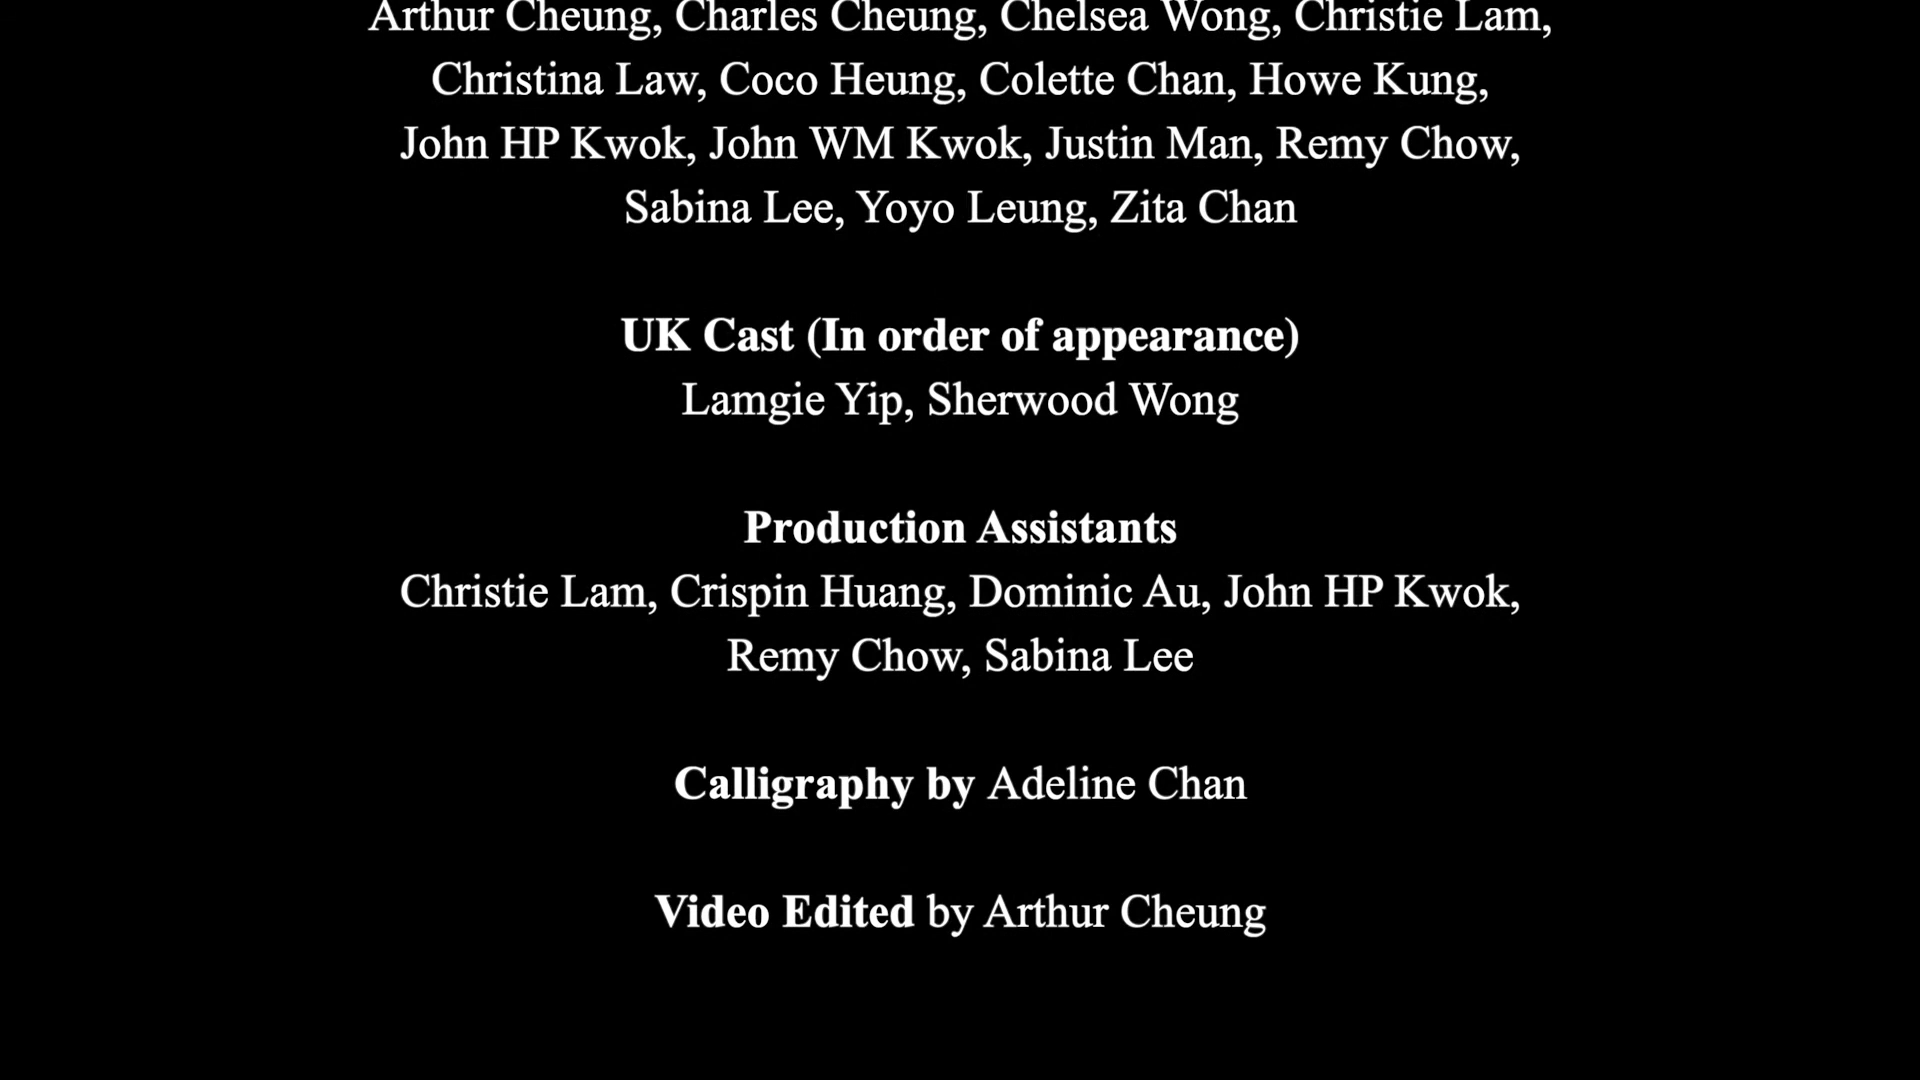 Arthur Cheung, Charles Cheung, Chelsea Wong, Christie Lam,
Christina Law, Coco Heung, Colette Chan, Howe Kung,
John HP Kwok, John WM Kwok, Justin Man, Remy Chow,
Sabina Lee, Yoyo Leung, Zita Chan
UK Cast (In order of appearance)
Lamgie Yip, Sherwood Wong
Production Assistants
Christie Lam, Crispin Huang, Dominic Au, John HP Kwok,
Remy Chow, Sabina Lee
Calligraphy by Adeline Chan
Video Edited by Arthur Cheung